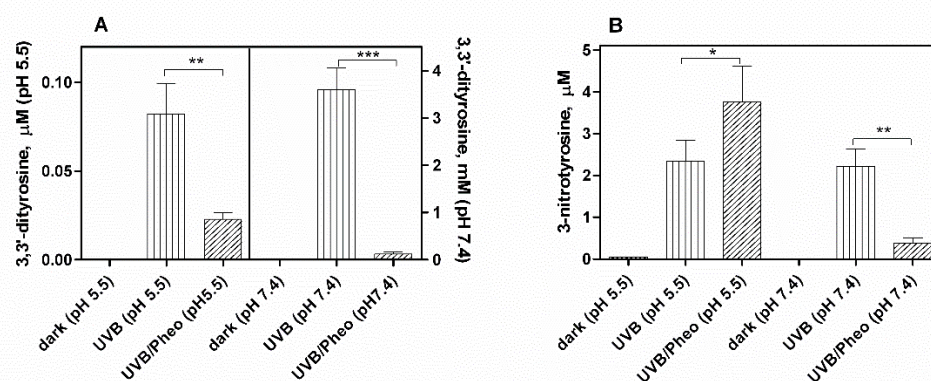 A
3,3'-dityrosine, μM (pH 5.5)
0.10
0.05
0.00
**
***
4
3
2
1
0
3,3'-dityrosine, mM (pH 7.4)
dark (pH 5.5)
UVB (pH 5.5)
UVB/Pheo (pH5.5)
dark (pH 7.4)
UVB (pH 7.4)
UVB/Pheo (pH7.4)
B
3-nitrotyrosine, μM
5
4
3
2
1
0
*
**
dark (pH 5.5)
UVB (pH 5.5)
UVB/Pheo (pH 5.5)
dark (pH 7.4)
UVB (pH 7.4)
UVB/Pheo (pH 7.4)